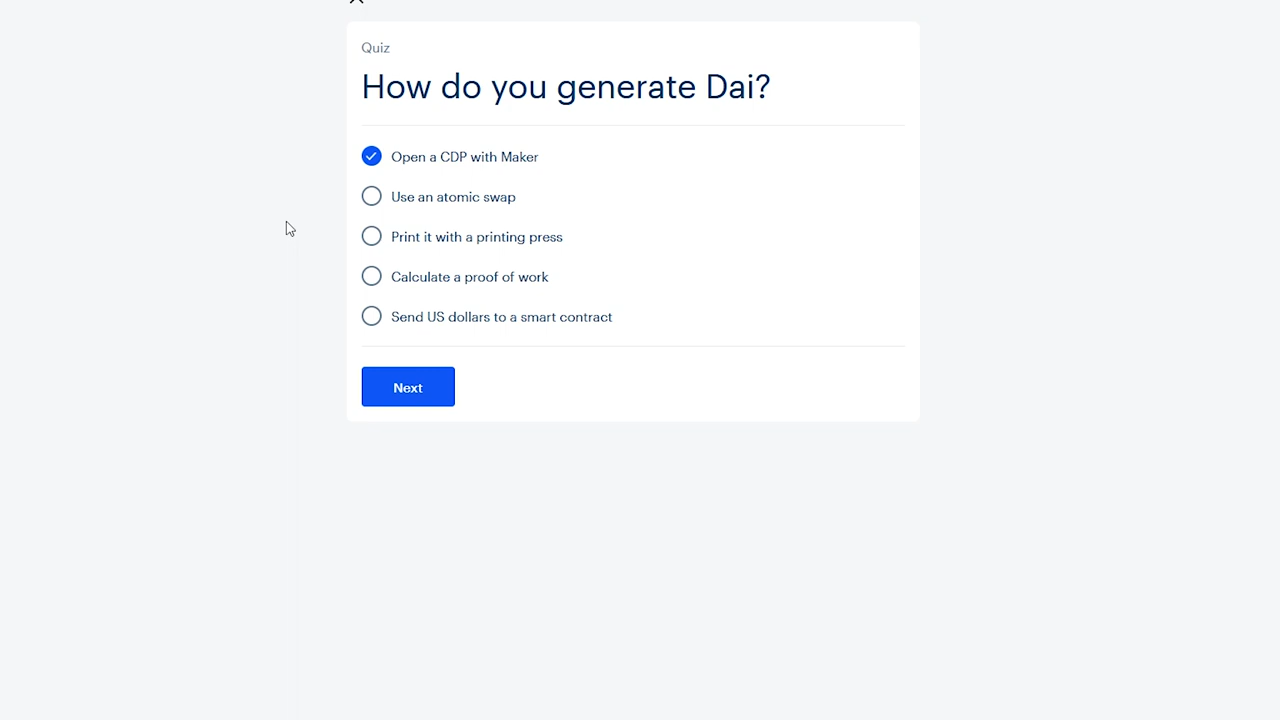 Quiz
How do you generate Dai?
Open a CDP with Maker
Use an atomic swap
Print it with a printing press
Calculate a proof of work
Send US dollars to a smart contract
Next